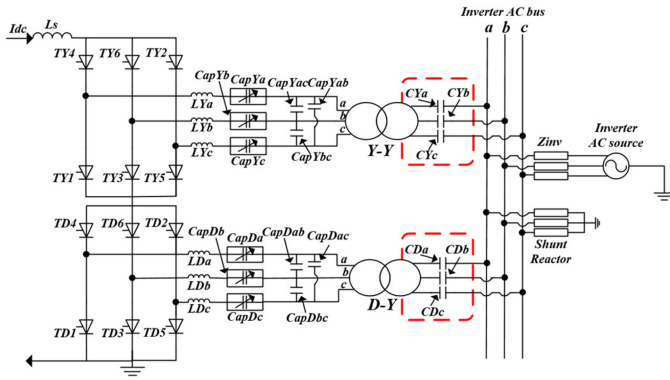 Inverter AC bus
Idc Ls
a b c
TY4 TY6 TY2
CapYb CapYa CapYac CapYab
CYa CYb
LYa
a
LYb
b
LYc
c
CapYc
CapYbc
Y-Y
CYc
Zinv
Inverter
AC source
TY1 TY3 TY5
TD4 TD6 TD2
CapDb CapDa CapDab CapDac
CDa CDb
Shunt
Reactor
LDa
a
LDb
b
LDc
c
CapDc
CapDbc
D-Y
CDc
TD1 TD3 TD5